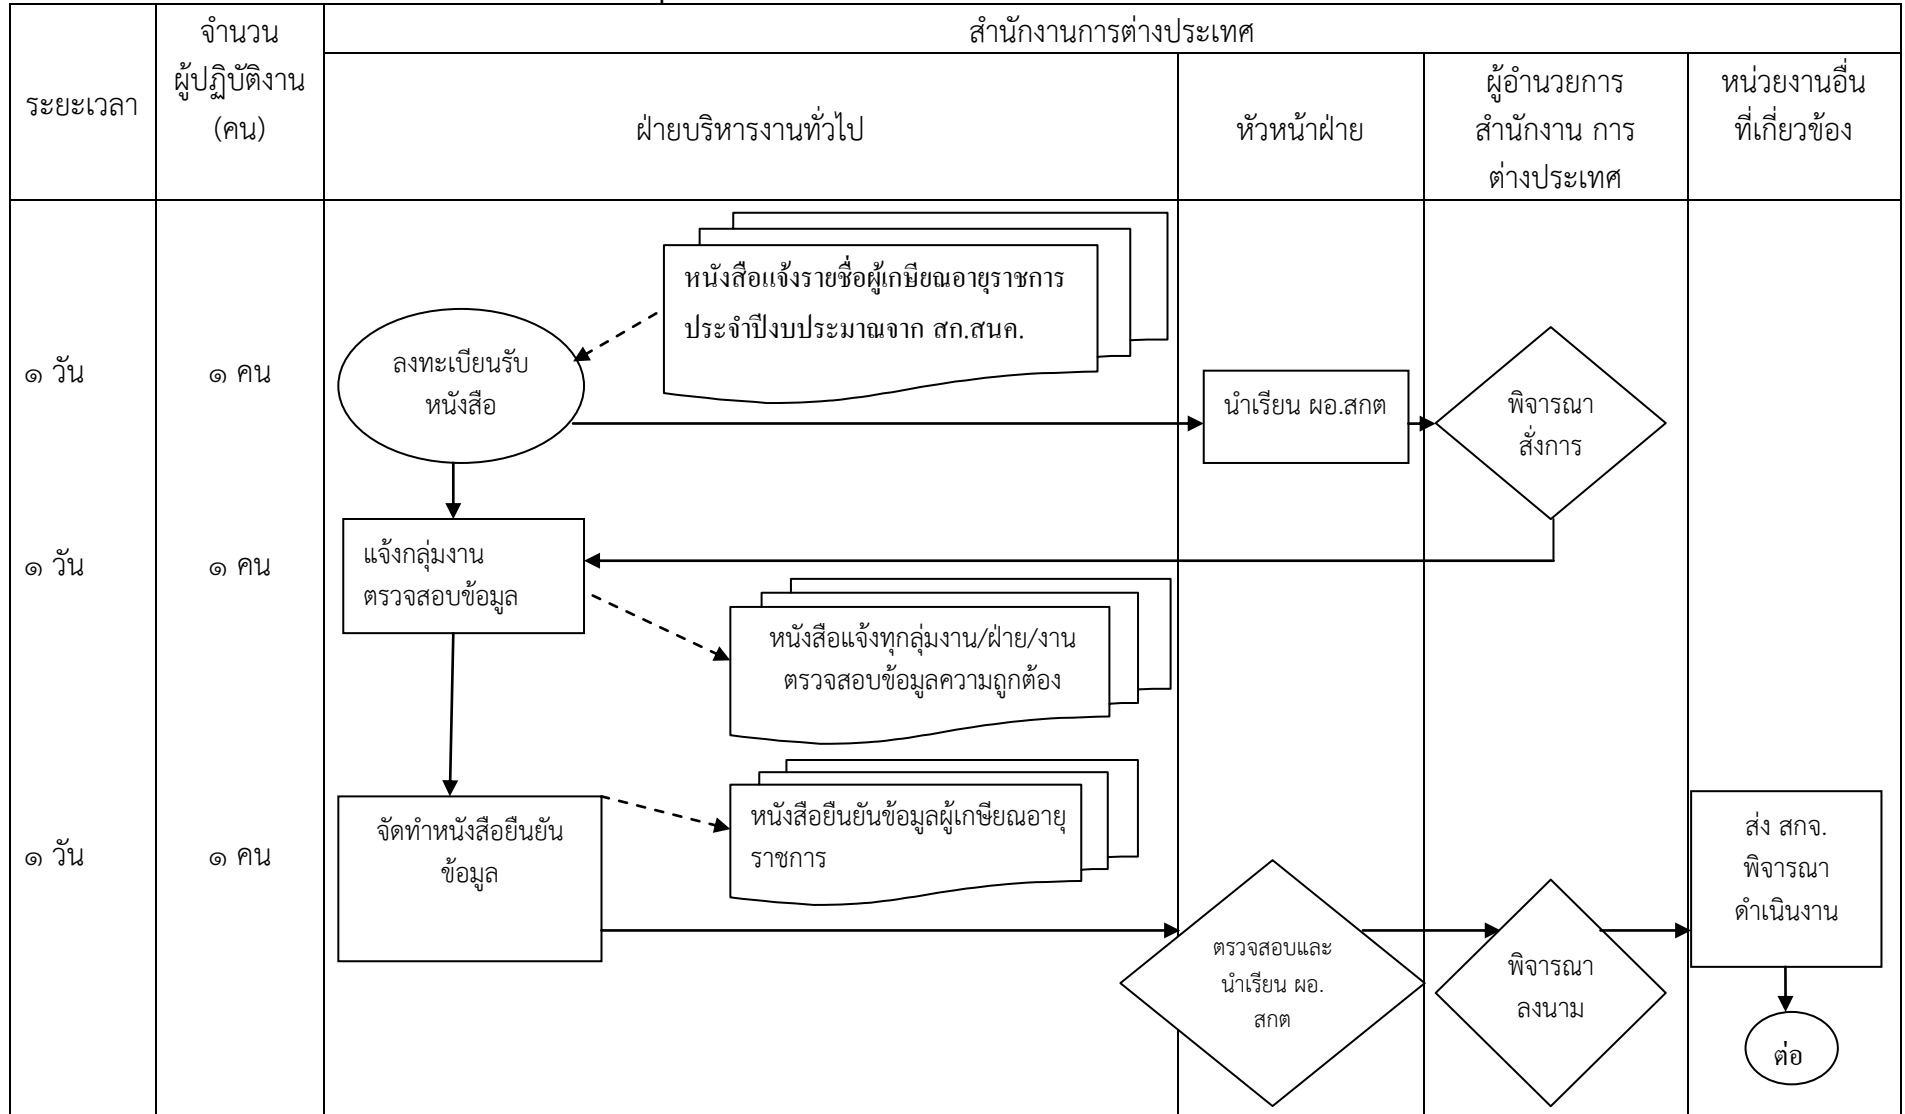 ระยะเวลา
จำนวน
ผู้ปฏิบัติงาน
(คน)
สำนักงานการต่างประเทศ
ฝ่ายบริหารงานทั่วไป
หัวหน้าฝ่าย
ผู้อำนวยการ
สำนักงาน การ
ต่างประเทศ
หน่วยงานอื่น
ที่เกี่ยวข้อง
หนังสือแจ้งรายชื่อผู้เกษียณอายุราชการ
ประจำปีงบประมาณจาก สก.สนค.
๑ วัน
๑ คน
ลงทะเบียนรับ
หนังสือ
นำเรียน ผอ.สกต
พิจารณา
สั่งการ
๑ วัน
๑ คน
แจ้งกลุ่มงาน
ตรวจสอบข้อมูล
หนังสือแจ้งทุกลุ่มงาน/ฝ่าย/งาน
ตรวจสอบข้อมูลความถูกต้อง
๑ วัน
๑ คน
จัดทำหนังสือยืนยัน
ข้อมูล
หนังสือยืนยันข้อมูลผู้เกษียณอายุ
ราชการ
ตรวจสอบและ
นำเรียน ผอ.
สกต
พิจารณา
ลงนาม
ส่ง สกจ.
พิจารณา
ดำเนินงาน
ต่อ